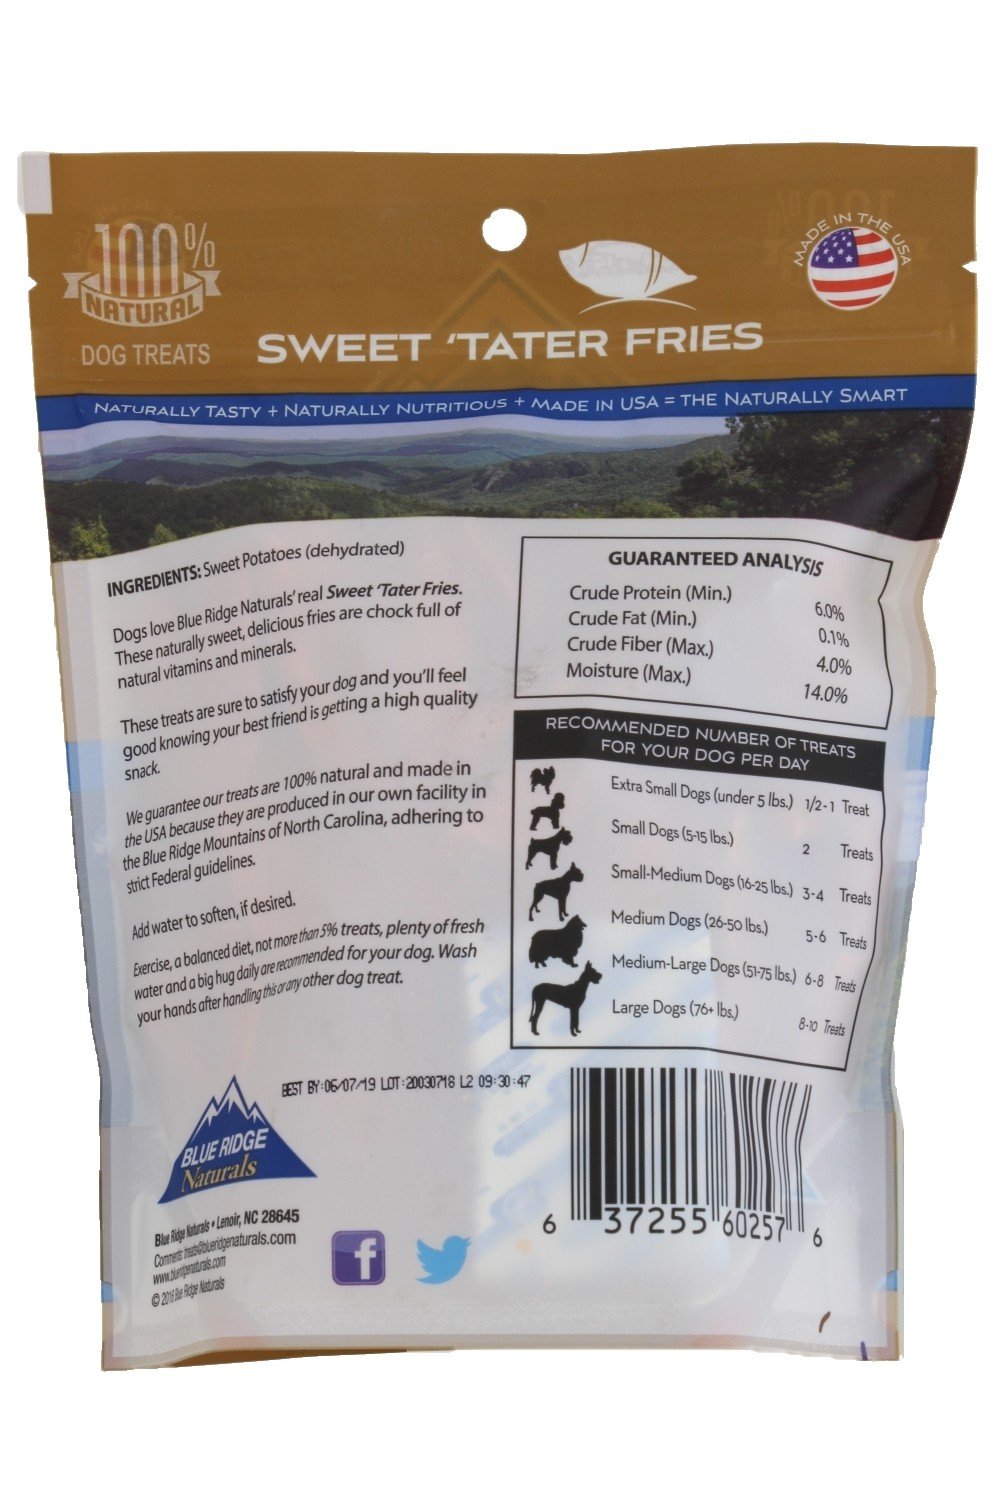 100%
NATURAL
DOG TREATS
MADE IN THE USA
SWEET 'TATER FRIES
NATURALLY TASTY + NATURALLY NUTRITIOUS + MADE IN USA = THE NATURALLY SMART
INGREDIENTS: Sweet Potatoes (dehydrated)
Dogs love Blue Ridge Naturals' real Sweet 'Tater Fries.
These naturally sweet, delicious fries are chock full of
natural vitamins and minerals.
These treats are sure to satisfy your dog and you'll feel
good knowing your best friend is getting a high quality
snack.
We guarantee our treats are 100% natural and made in
the USA because they are produced in our own facility in
the Blue Ridge Mountains of North Carolina, adhering to
strict Federal guidelines.
Add water to soften, if desired.
Exercise, a balanced diet, not more than 5% treats, plenty of fresh
water and a big hug daily are recommended for your dog. Wash
your hands after handling this or any other dog treat.
GUARANTEED ANALYSIS
Crude Protein (Min.) 6.0%
Crude Fat (Min.) 0.1%
Crude Fiber (Max.) 4.0%
Moisture (Max.) 14.0%
RECOMMENDED NUMBER OF TREATS
FOR YOUR DOG PER DAY
Extra Small Dogs (under 5 lbs.) 1/2-1 Treat
Small Dogs (5-15 lbs.) 2 Treats
Small-Medium Dogs (16-25 lbs.) 3-4 Treats
Medium Dogs (26-50 lbs.) 5-6 Treats
Medium-Large Dogs (51-75 lbs.) 6-8 Treats
Large Dogs (76+ lbs.) 8-10 Treats
BEST BY:06/07/19 LOT:20030718 L2 09:30:47
BLUE RIDGE
Naturals
Blue Ridge Naturals • Lenoir, NC 28645
Comments: treats@blueridgenaturals.com
www.blueridgenaturals.com
© 2016 Blue Ridge Naturals
f
6 37255 60257 6